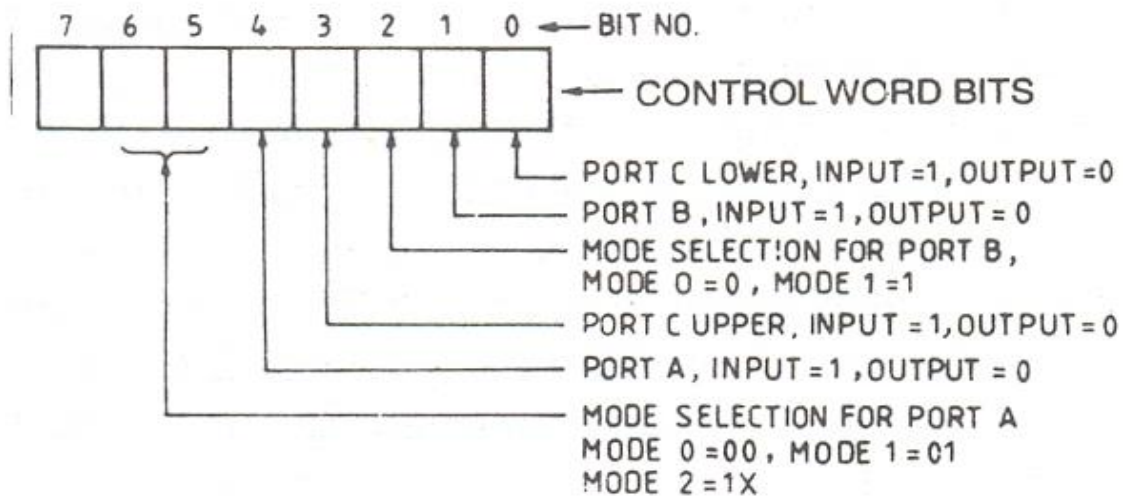 7 6 5 4 3 2 1 0 BIT NO.
CONTROL WORD BITS
PORT C LOWER, INPUT =1, OUTPUT=0
PORT B, INPUT=1, OUTPUT= 0
MODE SELECTION FOR PORT B,
MODE 0=0, MODE 1=1
PORT C UPPER, INPUT =1, OUTPUT=0
PORT A, INPUT=1, OUTPUT = 0
MODE SELECTION FOR PORT A
MODE 0=00, MODE 1=01
MODE 2=1X